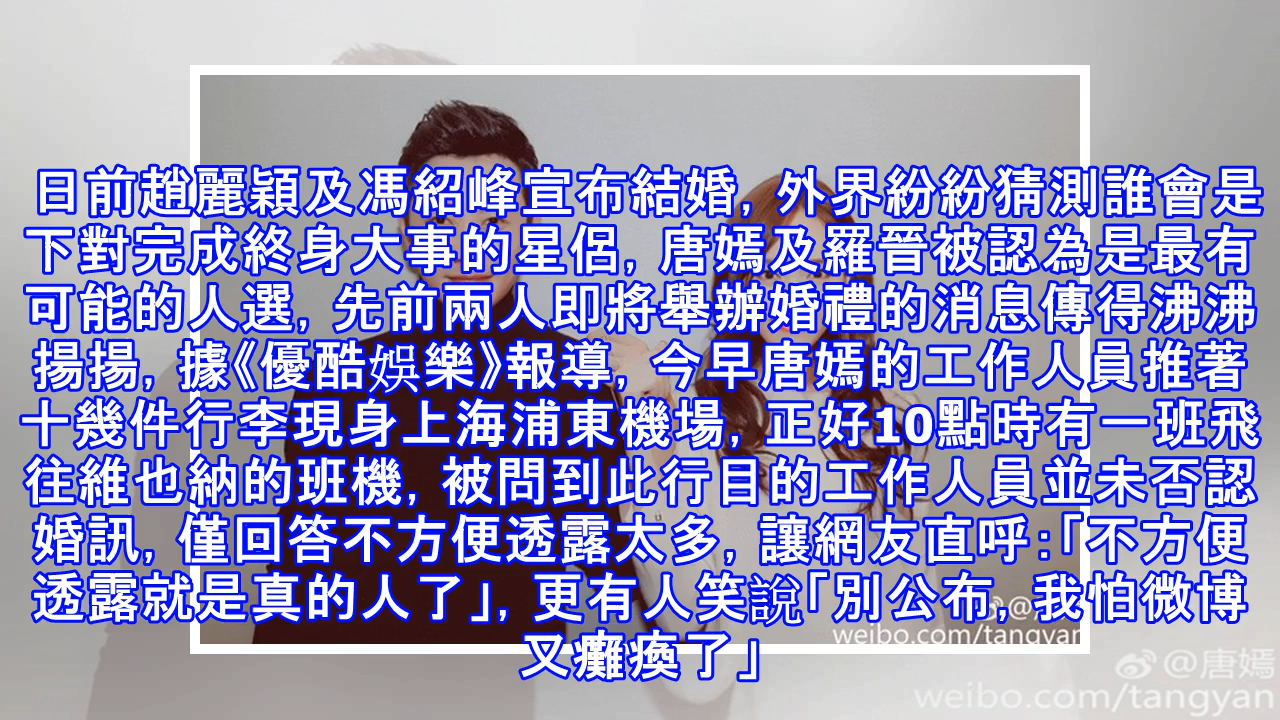 日前趙麗穎及馮紹峰宣布結婚, 外界紛紛猜測誰會是
下對完成終身大事的星侶, 唐嫣及羅晉被認為是最有
可能的人選, 先前兩人即將舉辦婚禮的消息傳得沸沸
揚揚, 據《優酷娛樂》報導, 今早唐嫣的工作人員推著
十幾件行李現身上海浦東機場, 正好10點時有一班飛
往維也納的班機, 被問到此行目的工作人員並未否認
婚訊, 僅回答不方便透露太多, 讓網友直呼:「不方便
透露就是真的人了」, 更有人笑說「別公布, 我怕微博
又癱瘓了」
weibo.com/tangyan
@唐嫣
weibo.com/tangyan